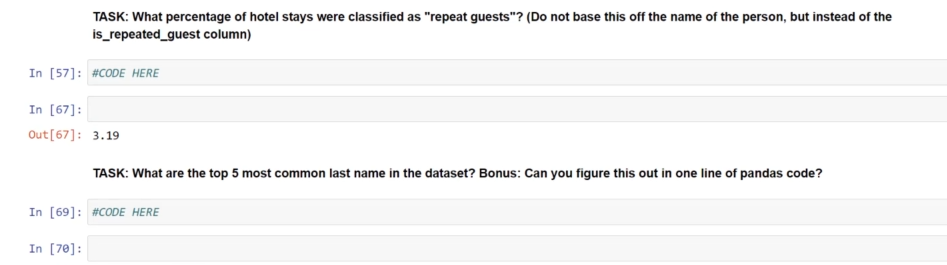 TASK: What percentage of hotel stays were classified as "repeat guests"? (Do not base this off the name of the person, but instead of the
is_repeated_guest column)
In [57]: #CODE HERE
In [67]:
Out[67]: 3.19
TASK: What are the top 5 most common last name in the dataset? Bonus: Can you figure this out in one line of pandas code?
In [69]: #CODE HERE
In [70]: